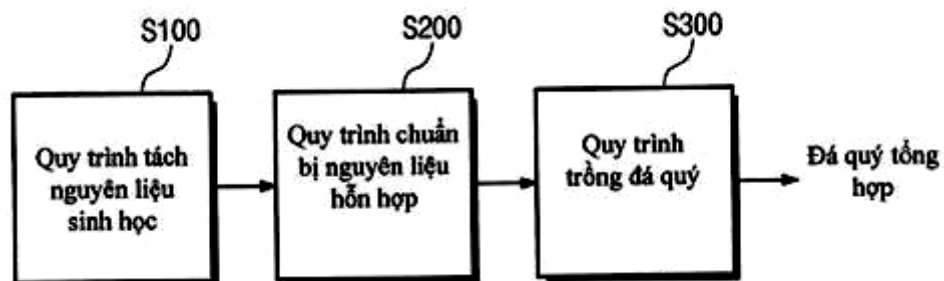 S100
S200
S300
Quy trình tách
nguyên liệu
sinh học
Quy trình chuẩn
bị nguyên liệu
hỗn hợp
Quy trình
trồng đá quý
Đá quý tổng
hợp